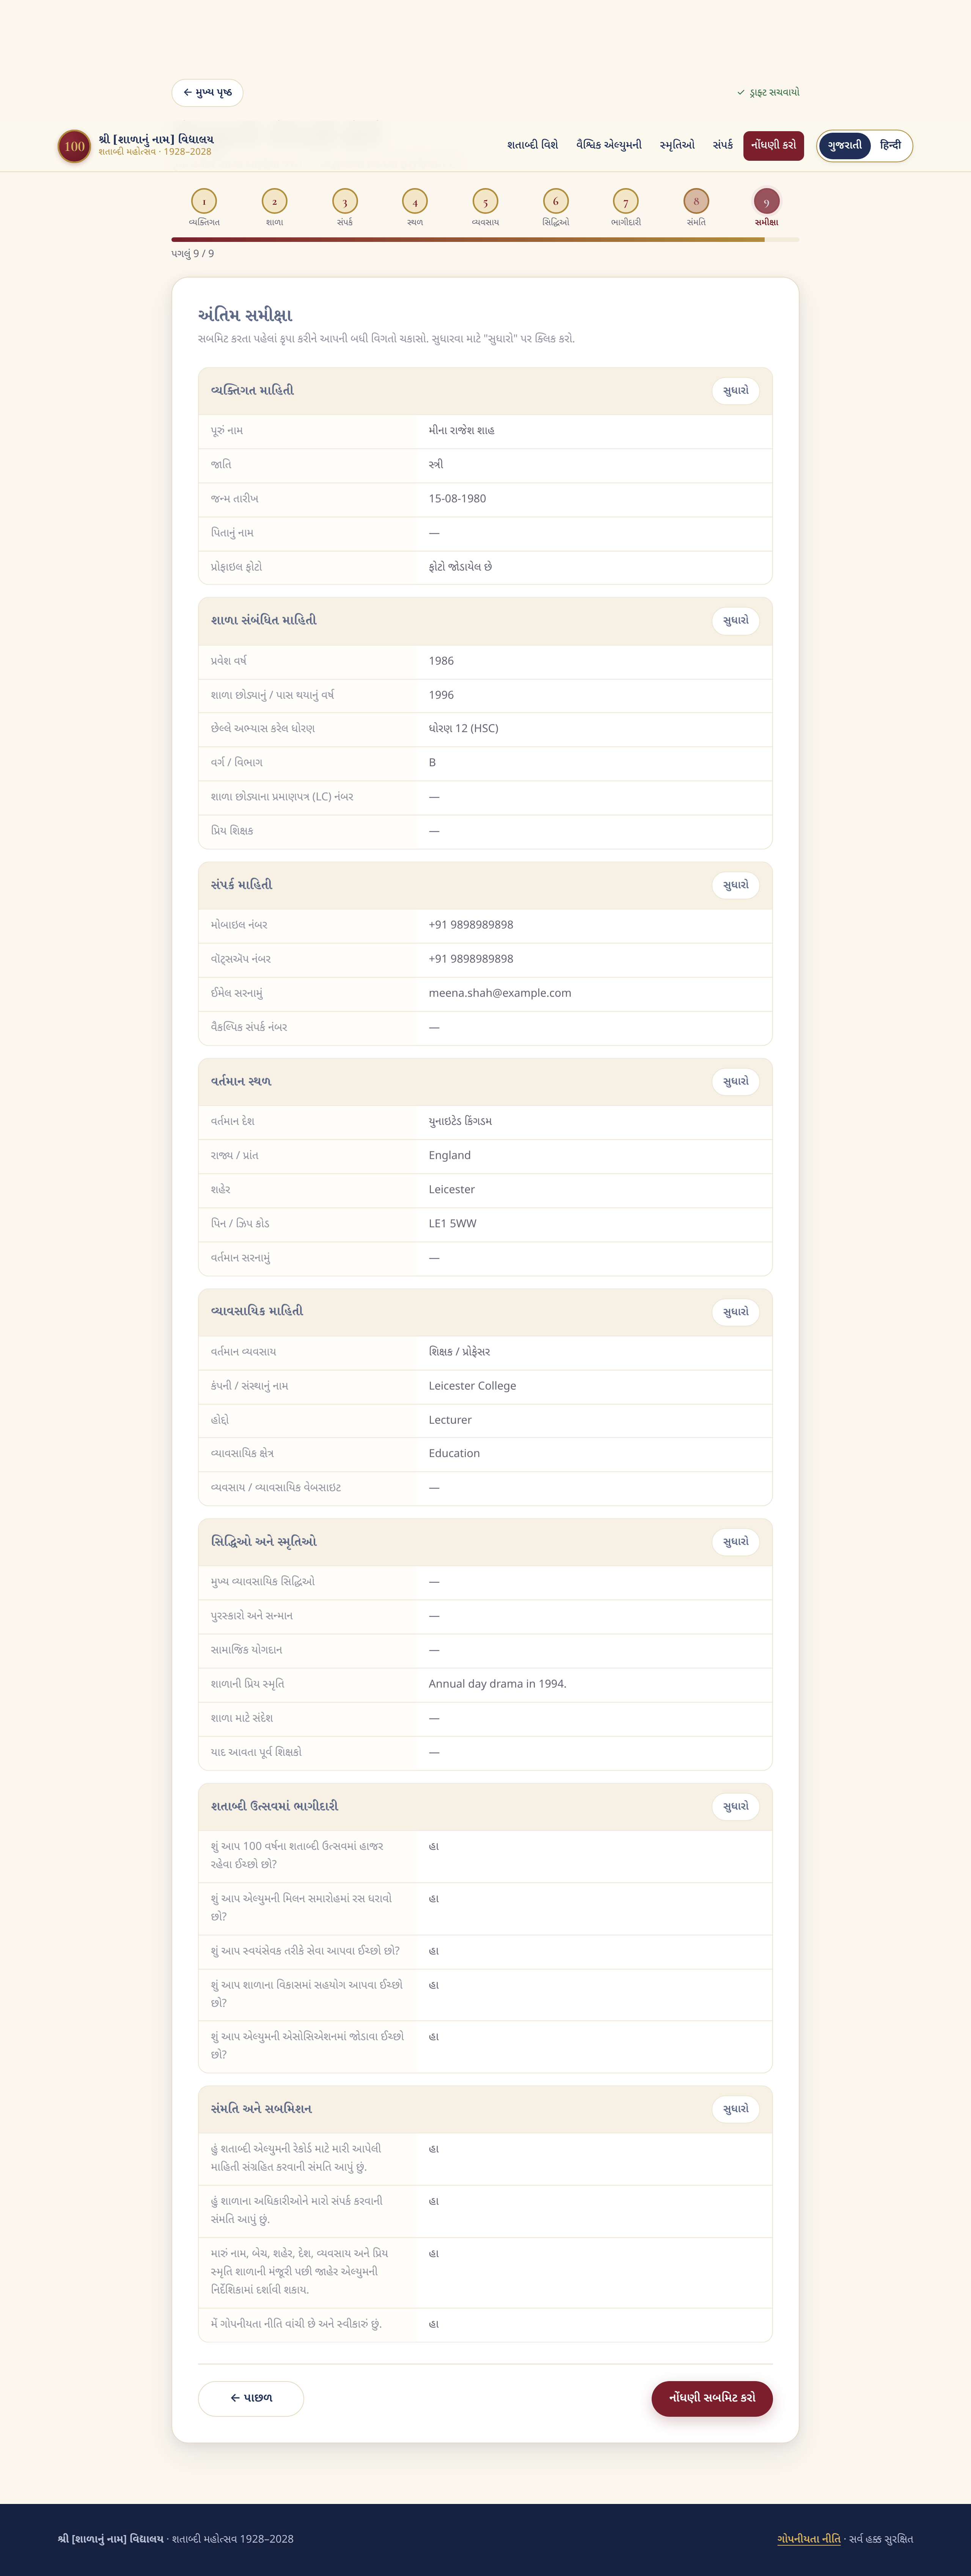 ← મુખ્ય પૃષ્ઠ
✓ ડ્રાફ્ટ સચવાયો
100
શ્રી [શાળાનું નામ] વિદ્યાલય
શતાબ્દી મહોત્સવ · 1928–2028
શતાબ્દી વિશે
વૈશ્વિક એલ્યુમની
સ્મૃતિઓ
સંપર્ક
નોંધણી કરો
ગુજરાતી
हिन्दी
1
2
3
4
5
6
7
8
9
વ્યક્તિગત
શાળા
સંપર્ક
સ્થળ
વ્યવસાય
સિદ્ધિઓ
ભાગીદારી
સંમતિ
સમીક્ષા
પગલું 9 / 9
અંતિમ સમીક્ષા
સબમિટ કરતા પહેલાં કૃપા કરીને આપની બધી વિગતો ચકાસો. સુધારવા માટે "સુધારો" પર ક્લિક કરો.
વ્યક્તિગત માહિતી
સુધારો
પૂરું નામ
મીના રાજેશ શાહ
જાતિ
સ્ત્રી
જન્મ તારીખ
15-08-1980
પિતાનું નામ
—
પ્રોફાઇલ ફોટો
ફોટો જોડાયેલ છે
શાળા સંબંધિત માહિતી
સુધારો
પ્રવેશ વર્ષ
1986
શાળા છોડ્યાનું / પાસ થયાનું વર્ષ
1996
છેલ્લે અભ્યાસ કરેલ ધોરણ
ધોરણ 12 (HSC)
વર્ગ / વિભાગ
B
શાળા છોડ્યાના પ્રમાણપત્ર (LC) નંબર
—
પ્રિય શિક્ષક
—
સંપર્ક માહિતી
સુધારો
મોબાઇલ નંબર
+91 9898989898
વૉટ્સઍપ નંબર
+91 9898989898
ઈમેલ સરનામું
meena.shah@example.com
વૈકલ્પિક સંપર્ક નંબર
—
વર્તમાન સ્થળ
સુધારો
વર્તમાન દેશ
યુનાઇટેડ કિંગડમ
રાજ્ય / પ્રાંત
England
શહેર
Leicester
પિન / ઝિપ કોડ
LE1 5WW
વર્તમાન સરનામું
—
વ્યાવસાયિક માહિતી
સુધારો
વર્તમાન વ્યવસાય
શિક્ષક / પ્રોફેસર
કંપની / સંસ્થાનું નામ
Leicester College
હોદ્દો
Lecturer
વ્યાવસાયિક ક્ષેત્ર
Education
વ્યવસાય / વ્યાવસાયિક વેબસાઇટ
—
સિદ્ધિઓ અને સ્મૃતિઓ
સુધારો
મુખ્ય વ્યાવસાયિક સિદ્ધિઓ
—
પુરસ્કારો અને સન્માન
—
સામાજિક યોગદાન
—
શાળાની પ્રિય સ્મૃતિ
Annual day drama in 1994.
શાળા માટે સંદેશ
—
યાદ આવતા પૂર્વ શિક્ષકો
—
શતાબ્દી ઉત્સવમાં ભાગીદારી
સુધારો
શું આપ 100 વર્ષના શતાબ્દી ઉત્સવમાં હાજર
રહેવા ઈચ્છો છો?
હા
શું આપ એલ્યુમની મિલન સમારોહમાં રસ ધરાવો
છો?
હા
શું આપ સ્વયંસેવક તરીકે સેવા આપવા ઈચ્છો છો?
હા
શું આપ શાળાના વિકાસમાં સહયોગ આપવા ઈચ્છો
છો?
હા
શું આપ એલ્યુમની એસોસિએશનમાં જોડાવા ઈચ્છો
છો?
હા
સંમતિ અને સબમિશન
સુધારો
હું શતાબ્દી એલ્યુમની રેકોર્ડ માટે મારી આપેલી
માહિતી સંગ્રહિત કરવાની સંમતિ આપું છું.
હા
હું શાળાના અધિકારીઓને મારો સંપર્ક કરવાની
સંમતિ આપું છું.
હા
મારું નામ, બેચ, શહેર, દેશ, વ્યવસાય અને પ્રિય
સ્મૃતિ શાળાની મંજૂરી પછી જાહેર એલ્યુમની
નિર્દેશિકામાં દર્શાવી શકાય.
હા
મેં ગોપનીયતા નીતિ વાંચી છે અને સ્વીકારું છું.
હા
← પાછળ
નોંધણી સબમિટ કરો
શ્રી [શાળાનું નામ] વિદ્યાલય · શતાબ્દી મહોત્સવ 1928–2028
ગોપનીયતા નીતિ · સર્વ હક્ક સુરક્ષિત